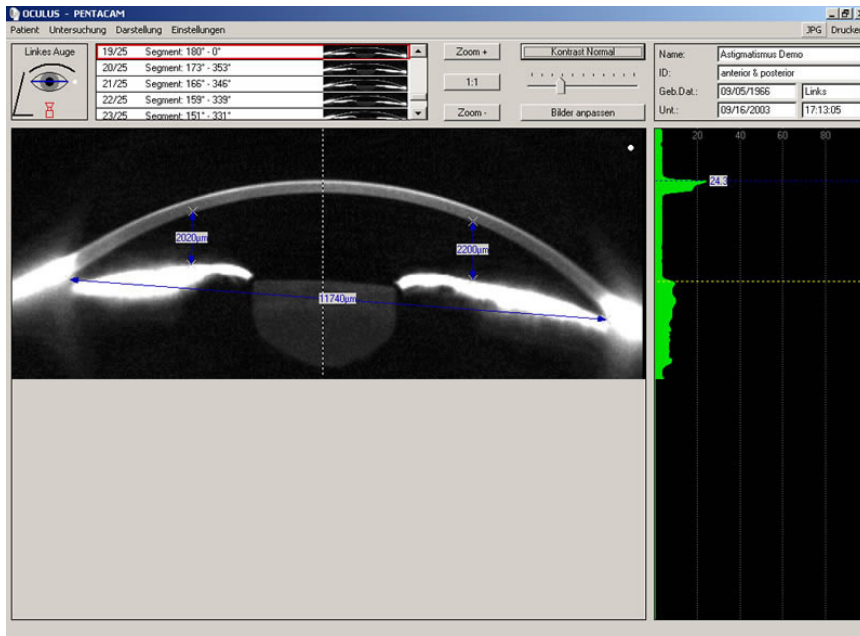 OCULUS - PENTACAM
Patient Untersuchung Darstellung Einstellungen
JPG Drucke
Linkes Auge
19/25 Segment: 180° - 0°
20/25 Segment: 173° - 353°
21/25 Segment: 166° - 346°
22/25 Segment: 159° - 339°
23/25 Segment: 151° - 331°
Zoom +
1:1
Zoom -
Kontrast Normal
Bilder anpassen
Name: Astigmatismus Demo
ID: anterior & posterior
Geb.Dat.: 09/05/1966 Links
Unt.: 09/16/2003 17:13:05
20 40 60 80
24.3
2020µm
2200µm
11740µm